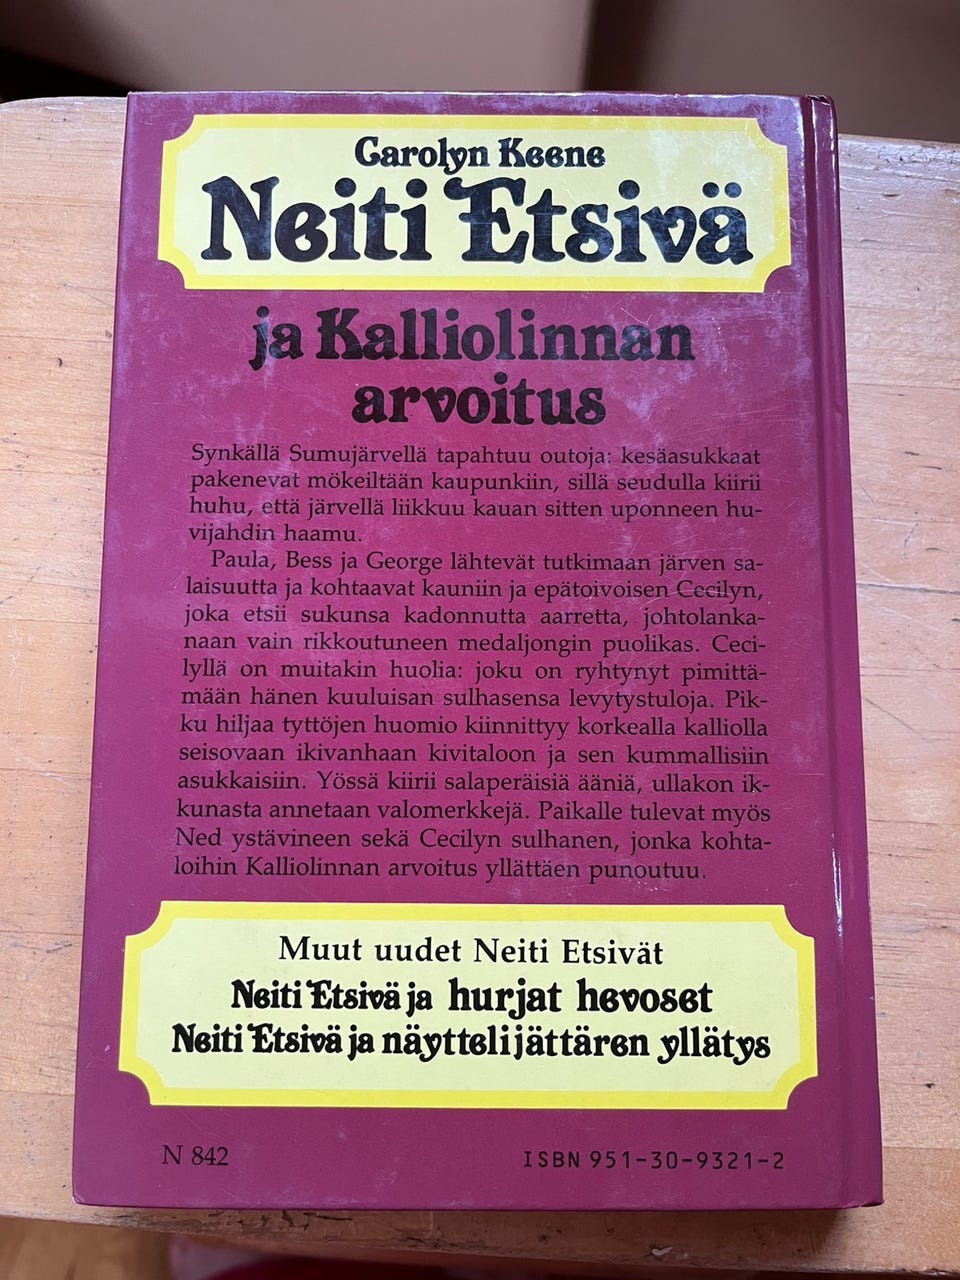 Carolyn Keene
Neiti Etsivä
ja Kalliolinnan
arvoitus
Synkällä Sumujärvellä tapahtuu outoja: kesäasukkaat
pakenevat mökeiltään kaupunkiin, sillä seudulla kiirii
huhu, että järvellä liikkuu kauan sitten uponneen hu-
vijahdin haamu.
Paula, Bess ja George lähtevät tutkimaan järven sa-
laisuutta ja kohtaavat kauniin ja epätoivoisen Cecilyn,
joka etsii sukunsa kadonnutta aarretta, johtolanka-
naan vain rikkoutuneen medaljongin puolikas. Ceci-
lyllä on muitakin huolia: joku on ryhtynyt pimittä-
mään hänen kuuluisan sulhasensa levytystuloja. Pik-
ku hiljaa tyttöjen huomio kiinnittyy korkealla kalliolla
seisovaan ikivanhaan kivitaloon ja sen kummallisiin
asukkaisiin. Yössä kiirii salaperäisiä ääniä, ullakon ik-
kunasta annetaan valomerkkejä. Paikalle tulevat myös
Ned ystävineen sekä Cecilyn sulhanen, jonka kohta-
loihin Kalliolinnan arvoitus yllättäen punoutuu.
Muut uudet Neiti Etsivät
Neiti Etsivä ja hurjat hevoset
Neiti Etsivä ja näyttelijättären yllätys
N 842
ISBN 951-30-9321-2